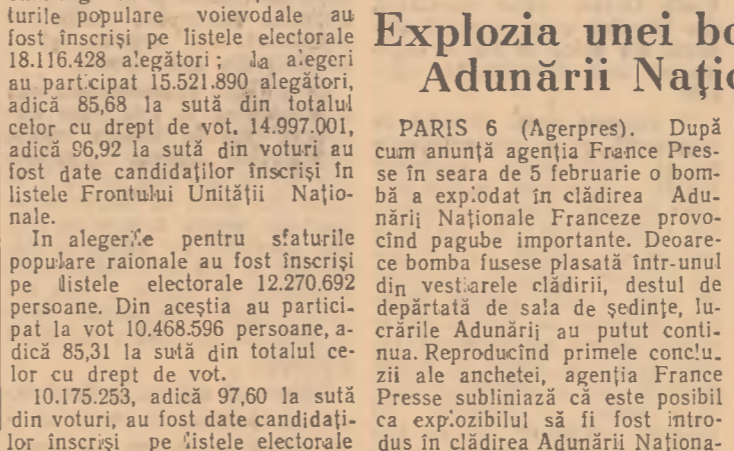 turile populare voievodale au
fost înscriși pe listele electorale
18.116.428 alegători; la alegeri
au participat 15.521.890 alegători,
adică 85,68 la sută din totalul
celor cu drept de vot. 14.997.001,
adică 96,92 la sută din voturi au
fost date candidaților înscriși în
listele Frontului Unității Națio-
nale.
In alegerile pentru sfaturile
populare raionale au fost înscriși
pe listele electorale 12.270.692
persoane. Din aceștia au partici-
pat la vot 10.468.596 persoane, a-
dică 85,31 la sută din totalul ce-
lor cu drept de vot.
10.175.253, adică 97,60 la sută
din voturi, au fost date candidați-
lor înscriși pe listele electorale
Explozia unei bo
Adunării Nați
PARIS 6 (Agerpres). După
cum anunță agenția France Pres-
se în seara de 5 februarie o bom-
bă a explodat în clădirea Adu-
nării Naționale Franceze provo-
cînd pagube importante. Deoare-
ce bomba fusese plasată într-unul
din vestiarele clădirii, destul de
depărtată de sala de ședințe, lu-
crările Adunării au putut conti-
nua. Reproducînd primele conclu-
zii ale anchetei, agenția France
Presse subliniază că este posibil
ca explozibilul să fi fost intro-
dus în clădirea Adunării Naționa-